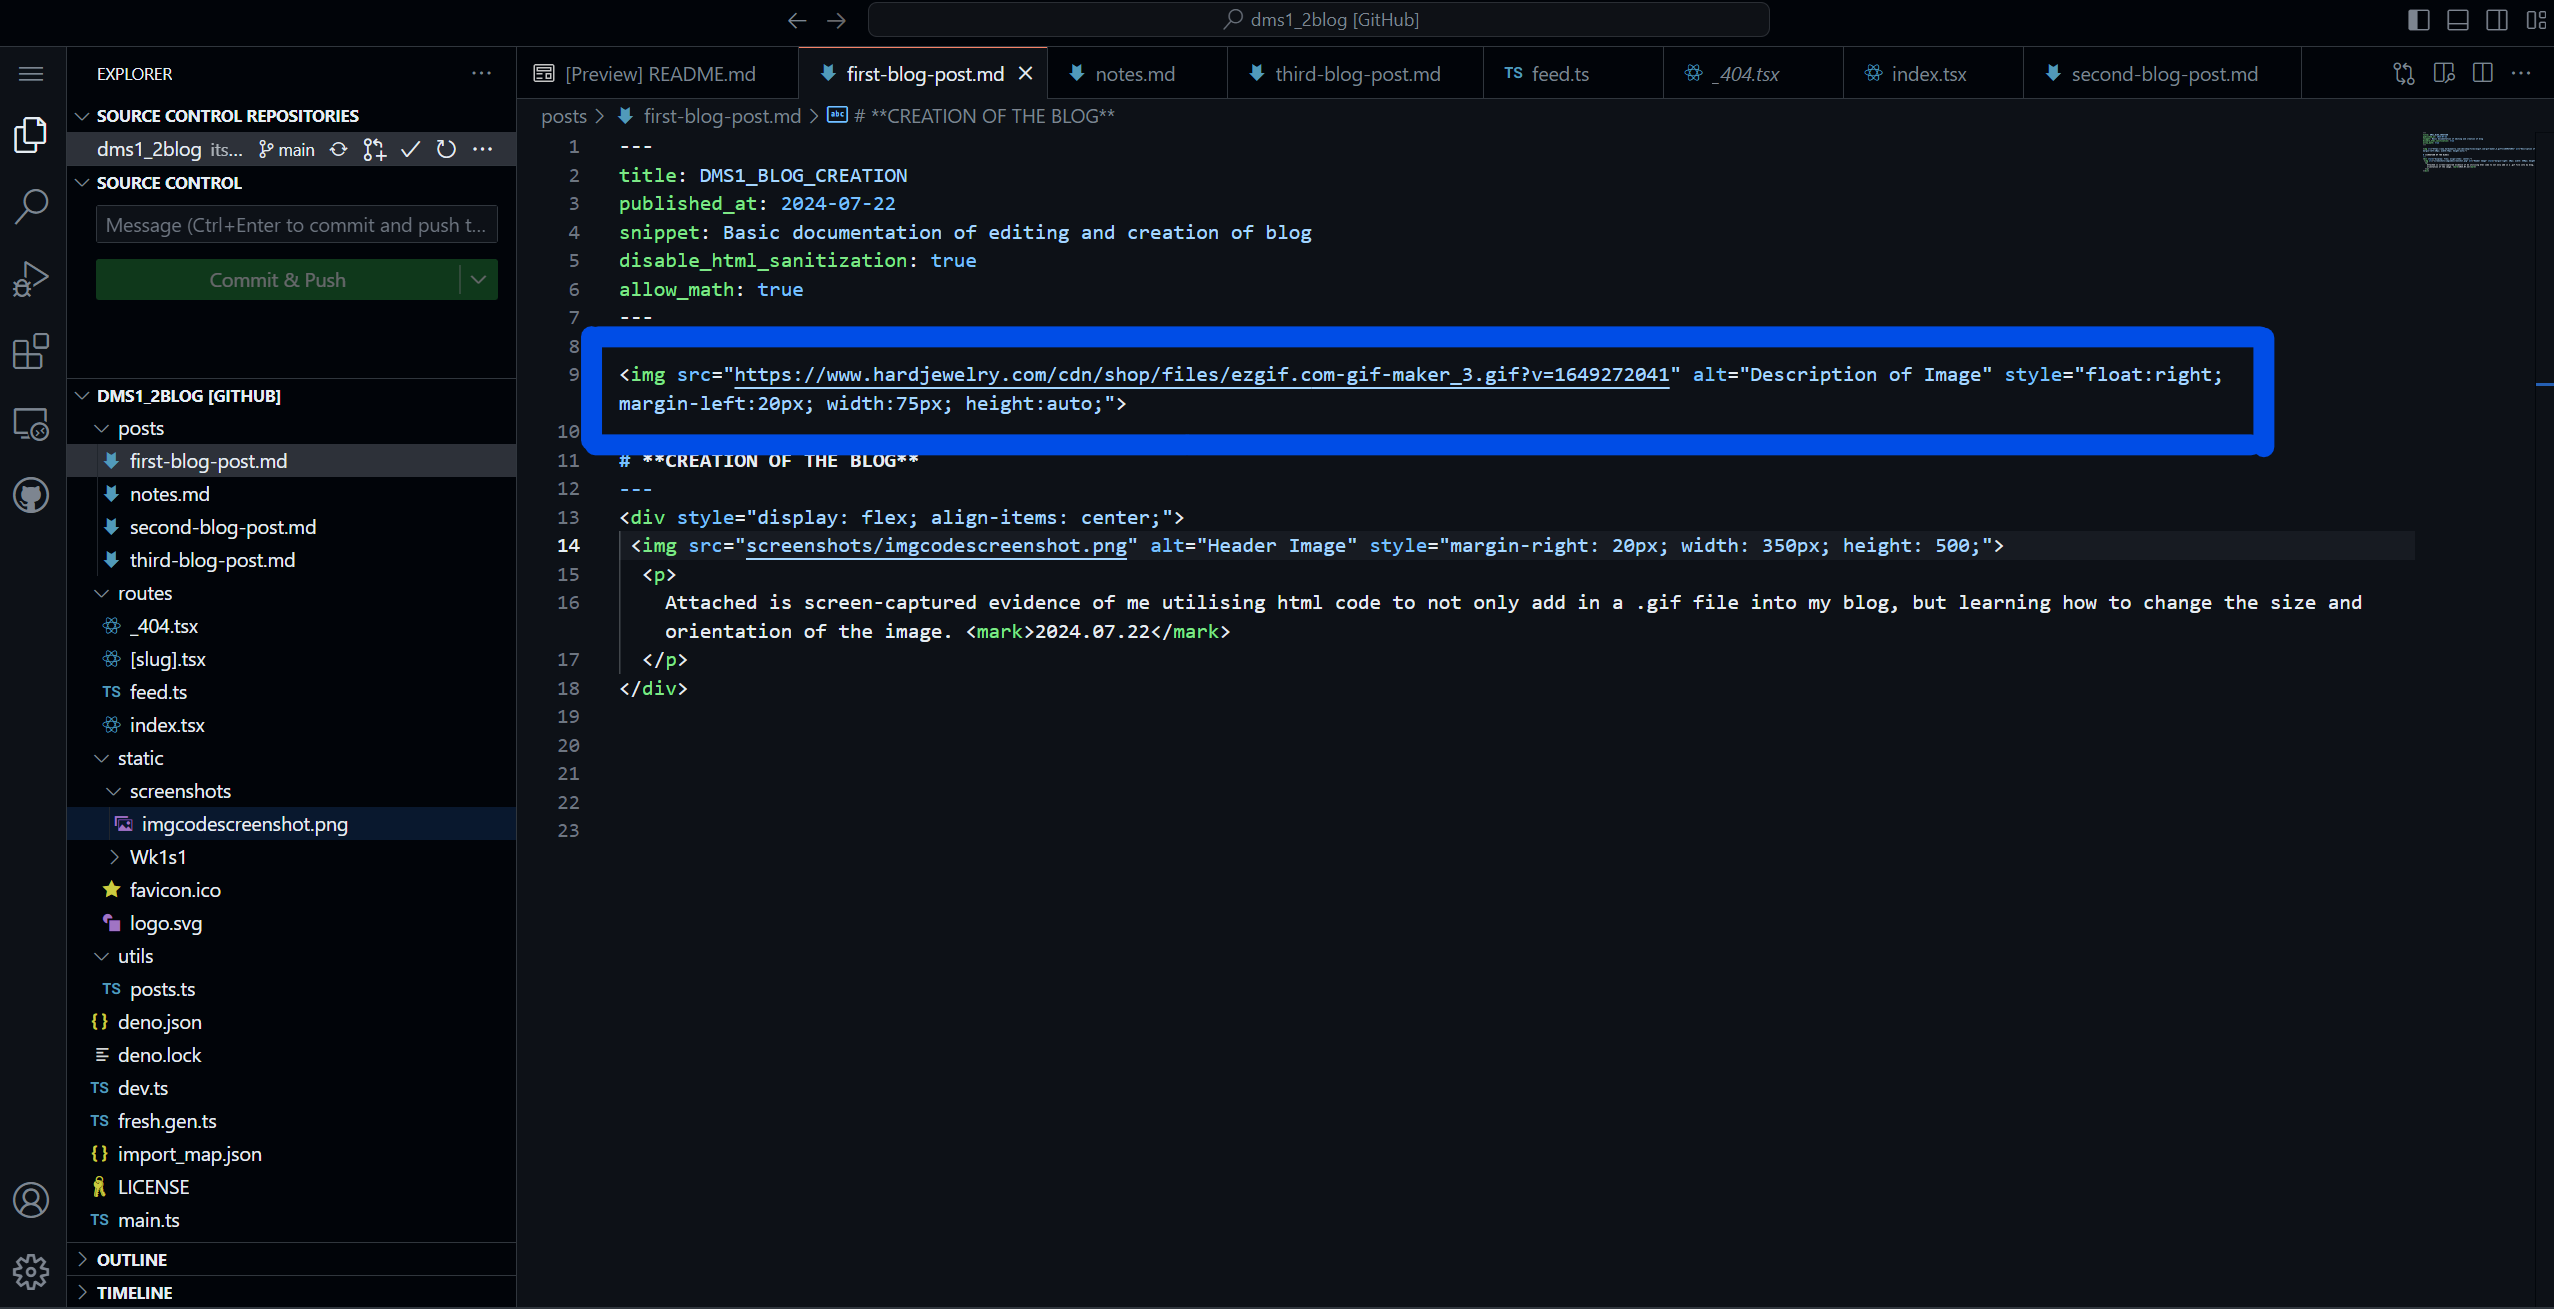 dms1_2blog [GitHub]
EXPLORER
SOURCE CONTROL REPOSITORIES
dms1_2blog its... main
SOURCE CONTROL
Message (Ctrl+Enter to commit and push t...
Commit & Push
DMS1_2BLOG [GITHUB]
posts
first-blog-post.md
notes.md
second-blog-post.md
third-blog-post.md
routes
_404.tsx
[slug].tsx
TS feed.ts
index.tsx
static
screenshots
imgcodescreenshot.png
Wk1s1
favicon.ico
logo.svg
utils
TS posts.ts
{} deno.json
deno.lock
TS dev.ts
TS fresh.gen.ts
{} import_map.json
LICENSE
TS main.ts
OUTLINE
TIMELINE
[Preview] README.md first-blog-post.md notes.md third-blog-post.md TS feed.ts _404.tsx index.tsx second-blog-post.md
posts > first-blog-post.md > abc # **CREATION OF THE BLOG**
1 ---
2 title: DMS1_BLOG_CREATION
3 published_at: 2024-07-22
4 snippet: Basic documentation of editing and creation of blog
5 disable_html_sanitization: true
6 allow_math: true
7 ---
8
9 <img src="https://www.hardjewelry.com/cdn/shop/files/ezgif.com-gif-maker_3.gif?v=1649272041" alt="Description of Image" style="float:right;
margin-left:20px; width:75px; height:auto;">
10
11 # **CREATION OF THE BLOG**
12 ---
13 <div style="display: flex; align-items: center;">
14 <img src="screenshots/imgcodescreenshot.png" alt="Header Image" style="margin-right: 20px; width: 350px; height: 500;">
15 <p>
16 Attached is screen-captured evidence of me utilising html code to not only add in a .gif file into my blog, but learning how to change the size and
orientation of the image. <mark>2024.07.22</mark>
17 </p>
18 </div>
19
20
21
22
23